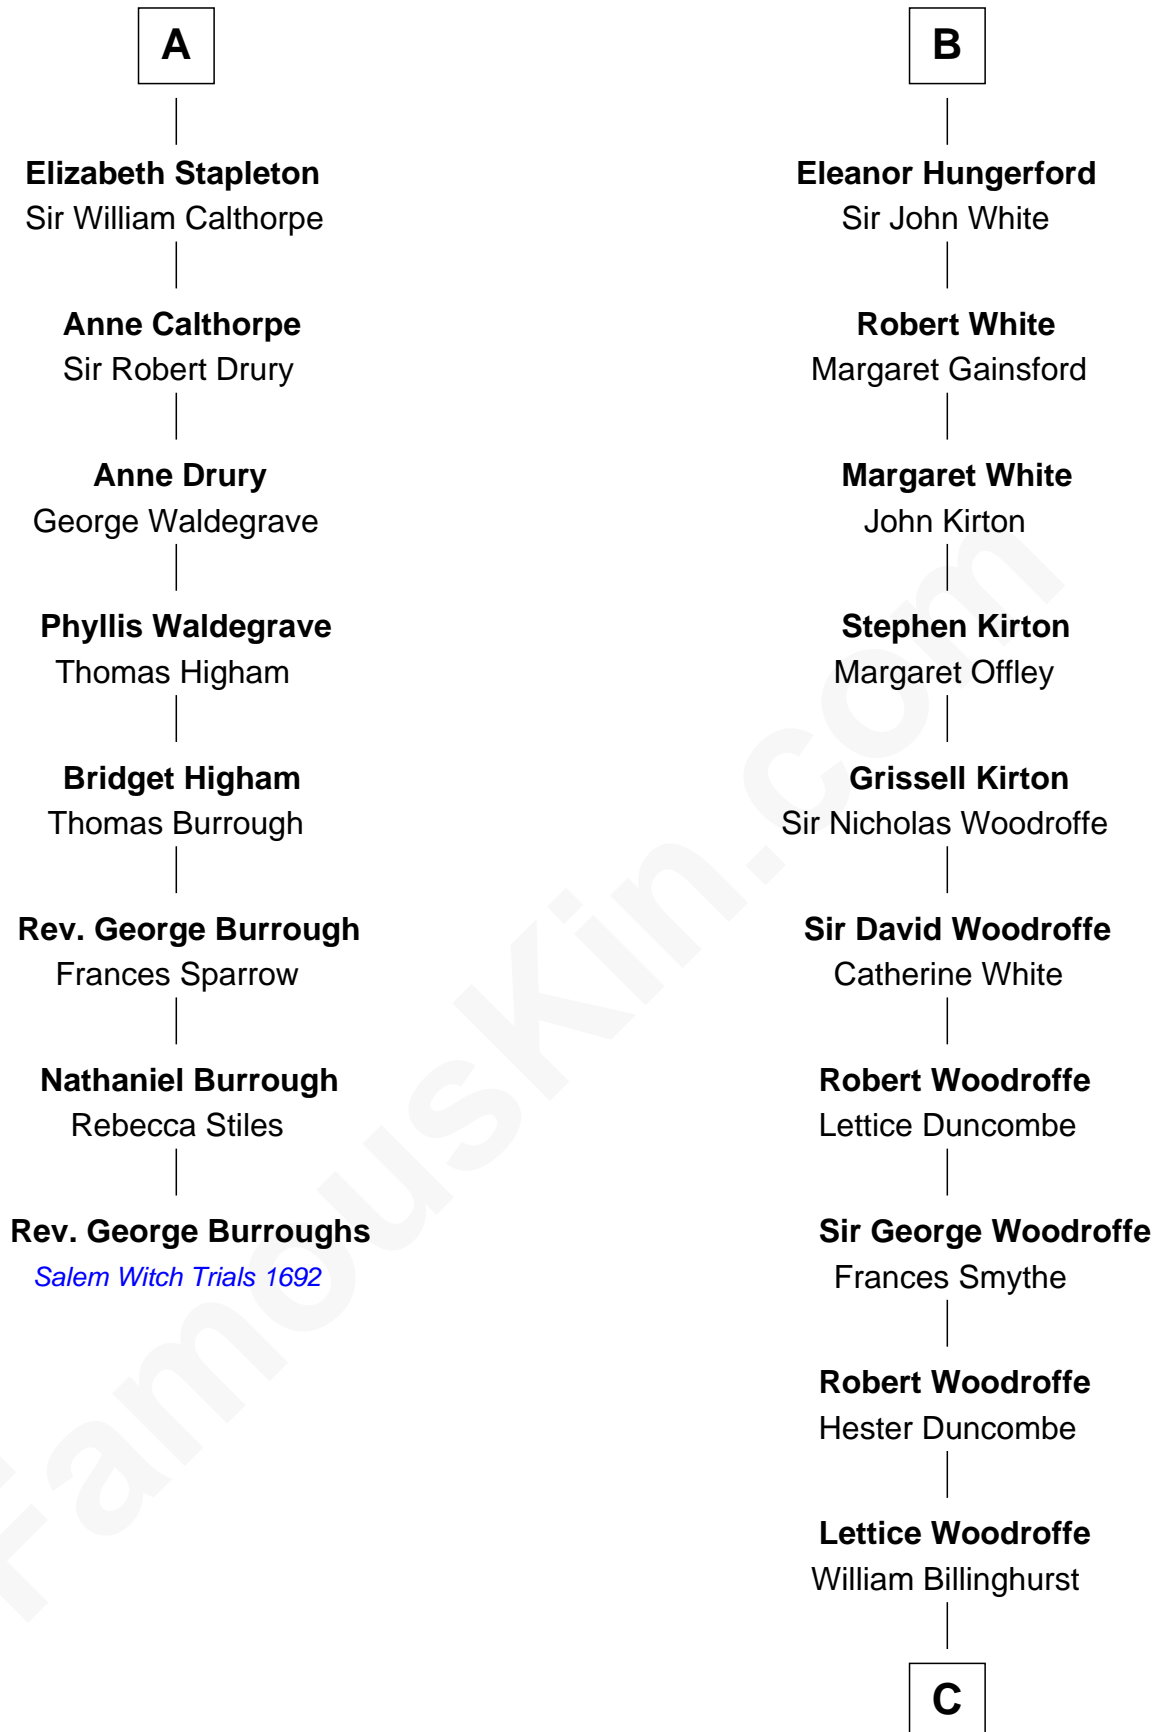 A
Elizabeth Stapleton
Sir William Calthorpe
Anne Calthorpe
Sir Robert Drury
Anne Drury
George Waldegrave
Phyllis Waldegrave
Thomas Higham
Bridget Higham
Thomas Burrough
Rev. George Burrough
Frances Sparrow
Nathaniel Burrough
Rebecca Stiles
Rev. George Burroughs
Salem Witch Trials 1692
B
Eleanor Hungerford
Sir John White
Robert White
Margaret Gainsford
Margaret White
John Kirton
Stephen Kirton
Margaret Offley
Grissell Kirton
Sir Nicholas Woodroffe
Sir David Woodroffe
Catherine White
Robert Woodroffe
Lettice Duncombe
Sir George Woodroffe
Frances Smythe
Robert Woodroffe
Hester Duncombe
Lettice Woodroffe
William Billinghurst
C
FamousKin.com